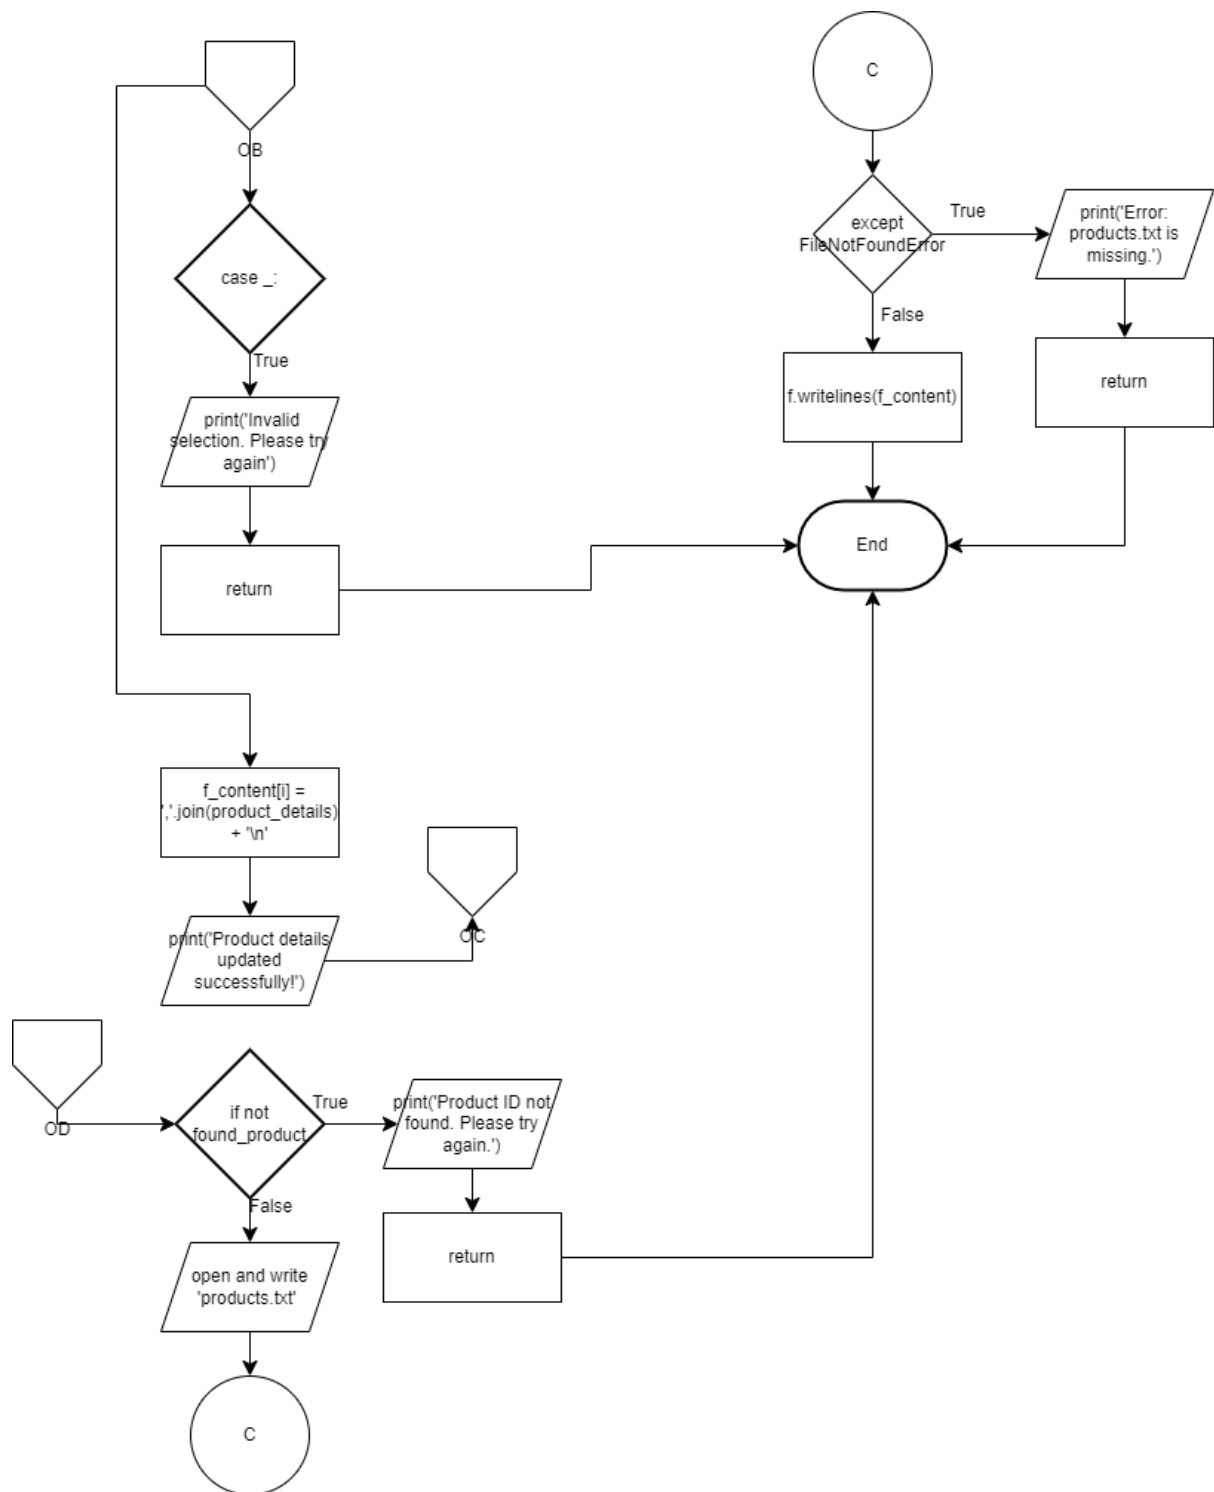 OB
case _:
True
print('Invalid
selection. Please try
again')
return
f_content[i] =
','.join(product_details)
+ '\n'
print('Product details
updated
successfully!')
OC
OD
if not
found_product
True
print('Product ID not
found. Please try
again.')
return
False
open and write
'products.txt'
C
C
except
FileNotFoundError
True
print('Error:
products.txt is
missing.')
return
False
f.writelines(f_content)
End